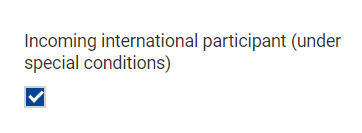 Incoming international participant (under
special conditions)